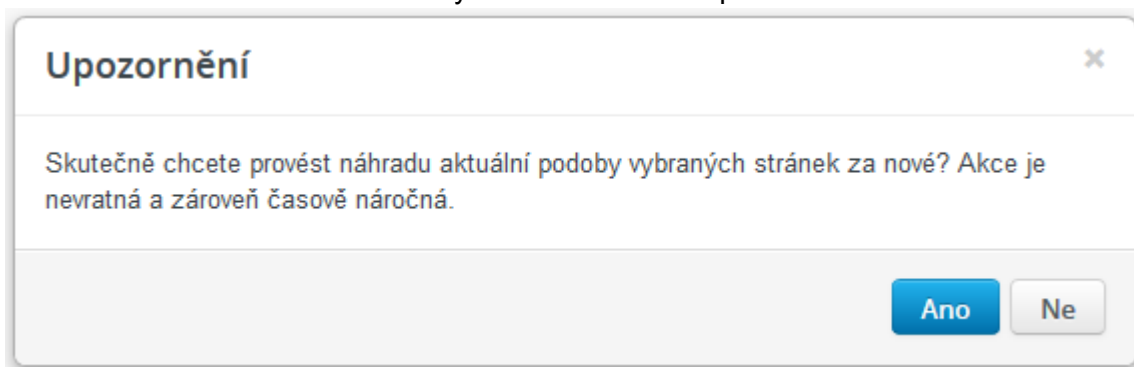 Upozornění ×
Skutečně chcete provést náhradu aktuální podoby vybraných stránek za nové? Akce je
nevratná a zároveň časově náročná.
Ano Ne